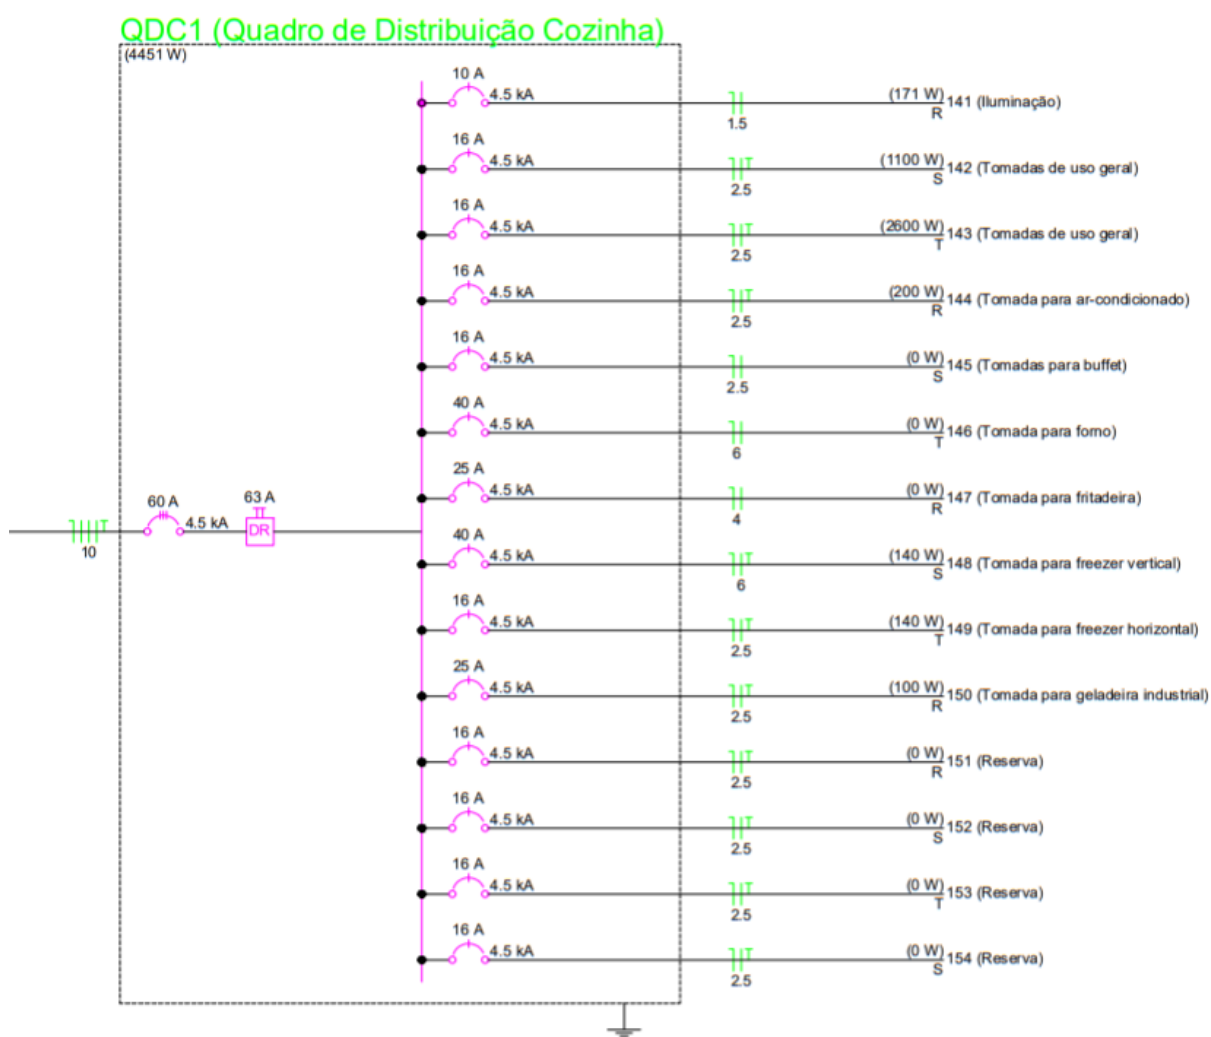 QDC1 (Quadro de Distribuição Cozinha)
(4451 W)
10 A
4.5 kA
1.5
(171 W)
R
141 (Iluminação)
16 A
4.5 kA
2.5
(1100 W)
S
142 (Tomadas de uso geral)
16 A
4.5 kA
2.5
(2600 W)
T
143 (Tomadas de uso geral)
16 A
4.5 kA
2.5
(200 W)
R
144 (Tomada para ar-condicionado)
16 A
4.5 kA
2.5
(0 W)
S
145 (Tomadas para buffet)
40 A
4.5 kA
6
(0 W)
T
146 (Tomada para forno)
25 A
4.5 kA
4
(0 W)
R
147 (Tomada para fritadeira)
10
60 A
4.5 kA
63 A
DR
40 A
4.5 kA
6
(140 W)
S
148 (Tomada para freezer vertical)
16 A
4.5 kA
2.5
(140 W)
T
149 (Tomada para freezer horizontal)
25 A
4.5 kA
2.5
(100 W)
R
150 (Tomada para geladeira industrial)
16 A
4.5 kA
2.5
(0 W)
R
151 (Reserva)
16 A
4.5 kA
2.5
(0 W)
S
152 (Reserva)
16 A
4.5 kA
2.5
(0 W)
T
153 (Reserva)
16 A
4.5 kA
2.5
(0 W)
S
154 (Reserva)